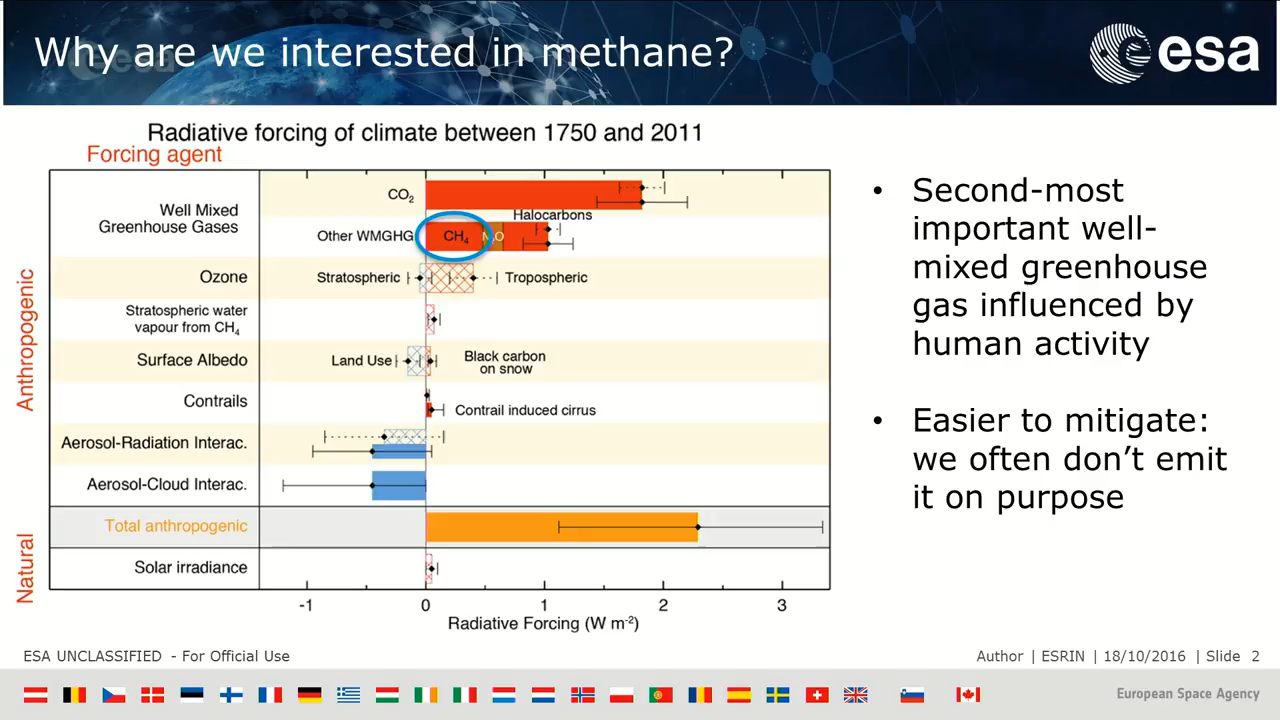 Why are we interested in methane?
esa
Radiative forcing of climate between 1750 and 2011
Forcing agent
Anthropogenic
Natural
Well Mixed
Greenhouse Gases
CO₂
Halocarbons
Other WMGHG
CH₄
N₂O
Ozone
Stratospheric
Tropospheric
Stratospheric water
vapour from CH₄
Surface Albedo
Land Use
Black carbon
on snow
Contrails
Contrail induced cirrus
Aerosol-Radiation Interac.
Aerosol-Cloud Interac.
Total anthropogenic
Solar irradiance
-1 0 1 2 3
Radiative Forcing (W m⁻²)
• Second-most
important well-
mixed greenhouse
gas influenced by
human activity
• Easier to mitigate:
we often don’t emit
it on purpose
ESA UNCLASSIFIED - For Official Use
Author | ESRIN | 18/10/2016 | Slide 2
European Space Agency